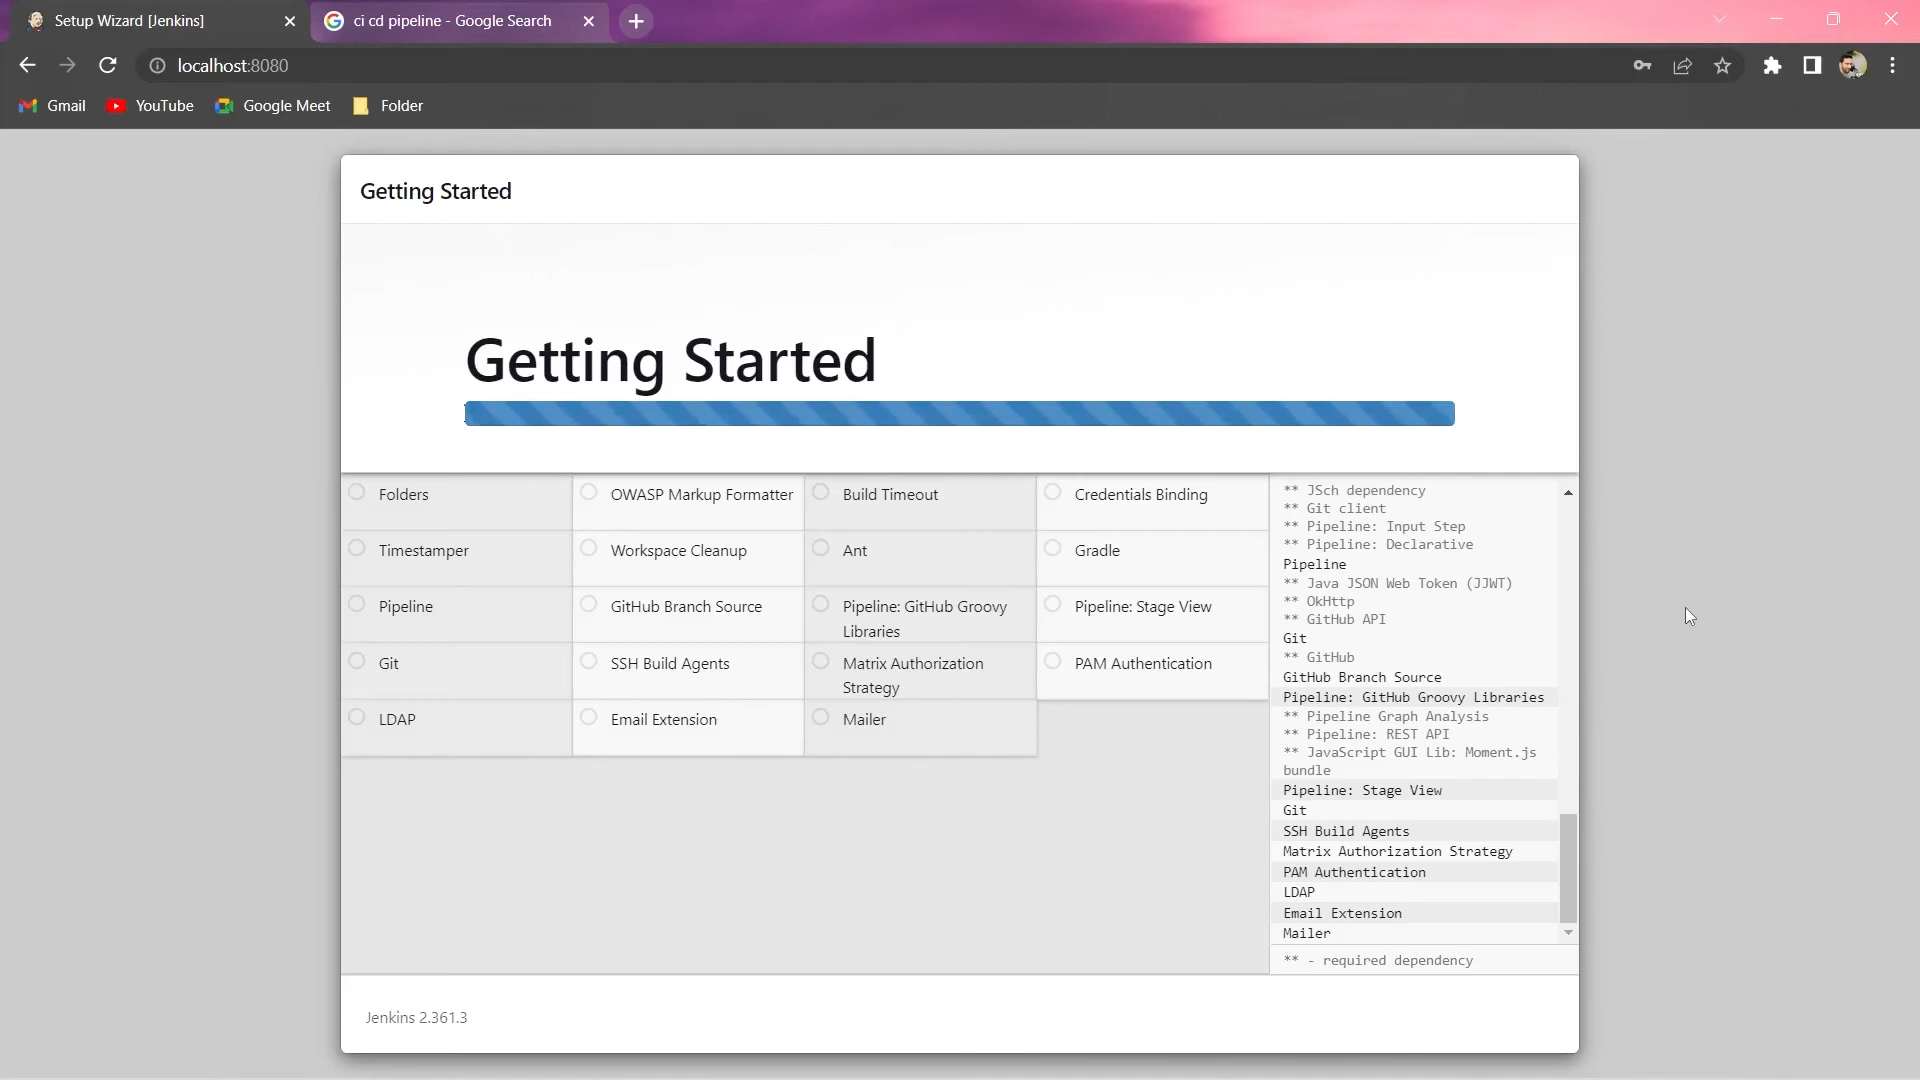 Setup Wizard [Jenkins]
ci cd pipeline - Google Search
localhost:8080
Gmail
YouTube
Google Meet
Folder
Getting Started
Getting Started
Folders
OWASP Markup Formatter
Build Timeout
Credentials Binding
Timestamper
Workspace Cleanup
Ant
Gradle
Pipeline
GitHub Branch Source
Pipeline: GitHub Groovy
Libraries
Pipeline: Stage View
Git
SSH Build Agents
Matrix Authorization
Strategy
PAM Authentication
LDAP
Email Extension
Mailer
** JSch dependency
** Git client
** Pipeline: Input Step
** Pipeline: Declarative
Pipeline
** Java JSON Web Token (JJWT)
** OkHttp
** GitHub API
Git
** GitHub
GitHub Branch Source
Pipeline: GitHub Groovy Libraries
** Pipeline Graph Analysis
** Pipeline: REST API
** JavaScript GUI Lib: Moment.js
bundle
Pipeline: Stage View
Git
SSH Build Agents
Matrix Authorization Strategy
PAM Authentication
LDAP
Email Extension
Mailer
** - required dependency
Jenkins 2.361.3